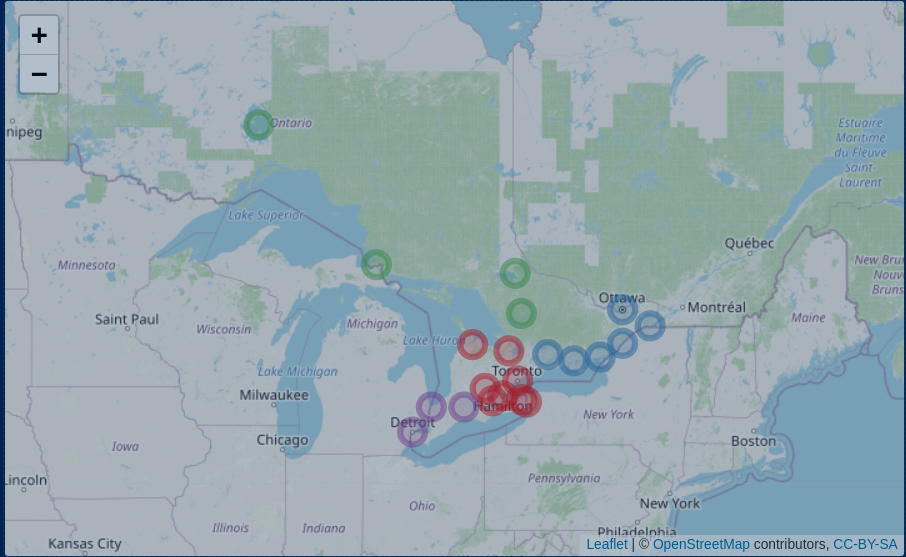 +
−
nipeg
Ontario
Estuaire
Maritime
du Fleuve
Saint-
Laurent
Lake Superior
Québec
Minnesota
New Brun
Nouv
Bruns
Ottawa
Montréal
Saint Paul
Wisconsin
Michigan
Maine
Lake Huron
Lake Michigan
Toronto
Milwaukee
Hamilton
New York
Detroit
Chicago
Boston
Iowa
Lincoln
Pennsylvania
Ohio
New York
Illinois
Indiana
Philadelphia
Kansas City
Leaflet | © OpenStreetMap contributors, CC-BY-SA